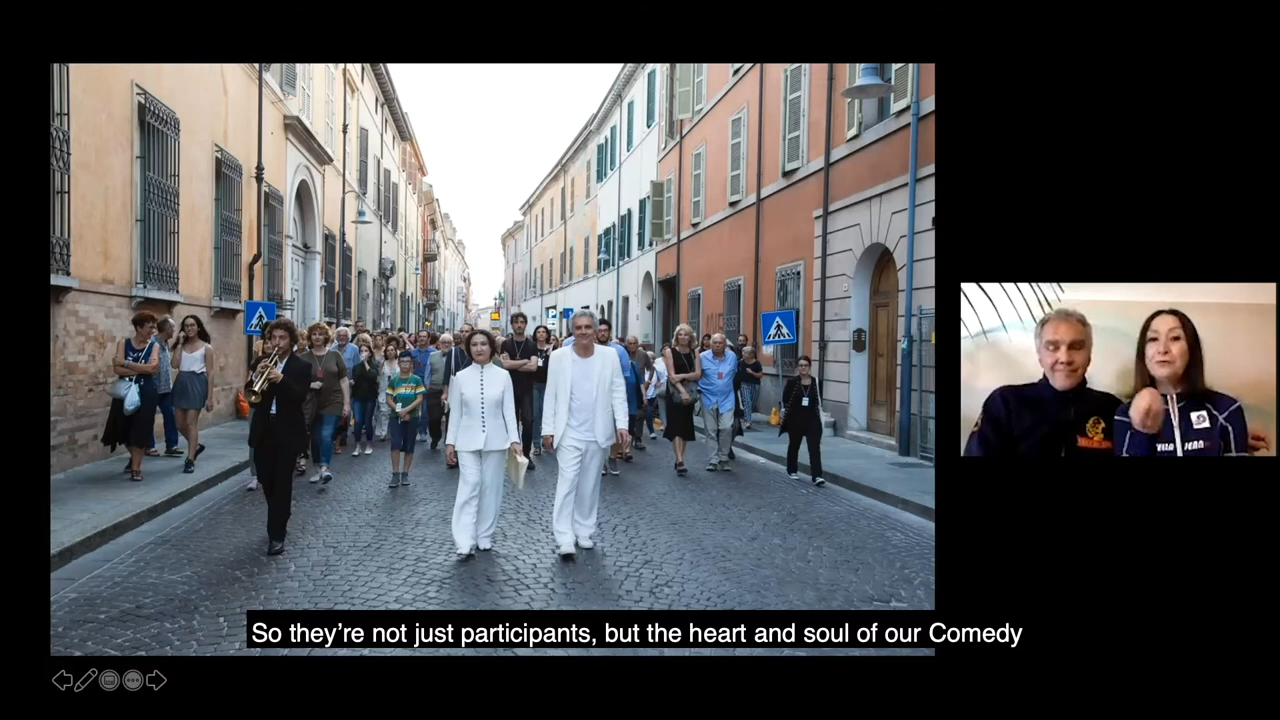 So they're not just participants, but the heart and soul of our Comedy